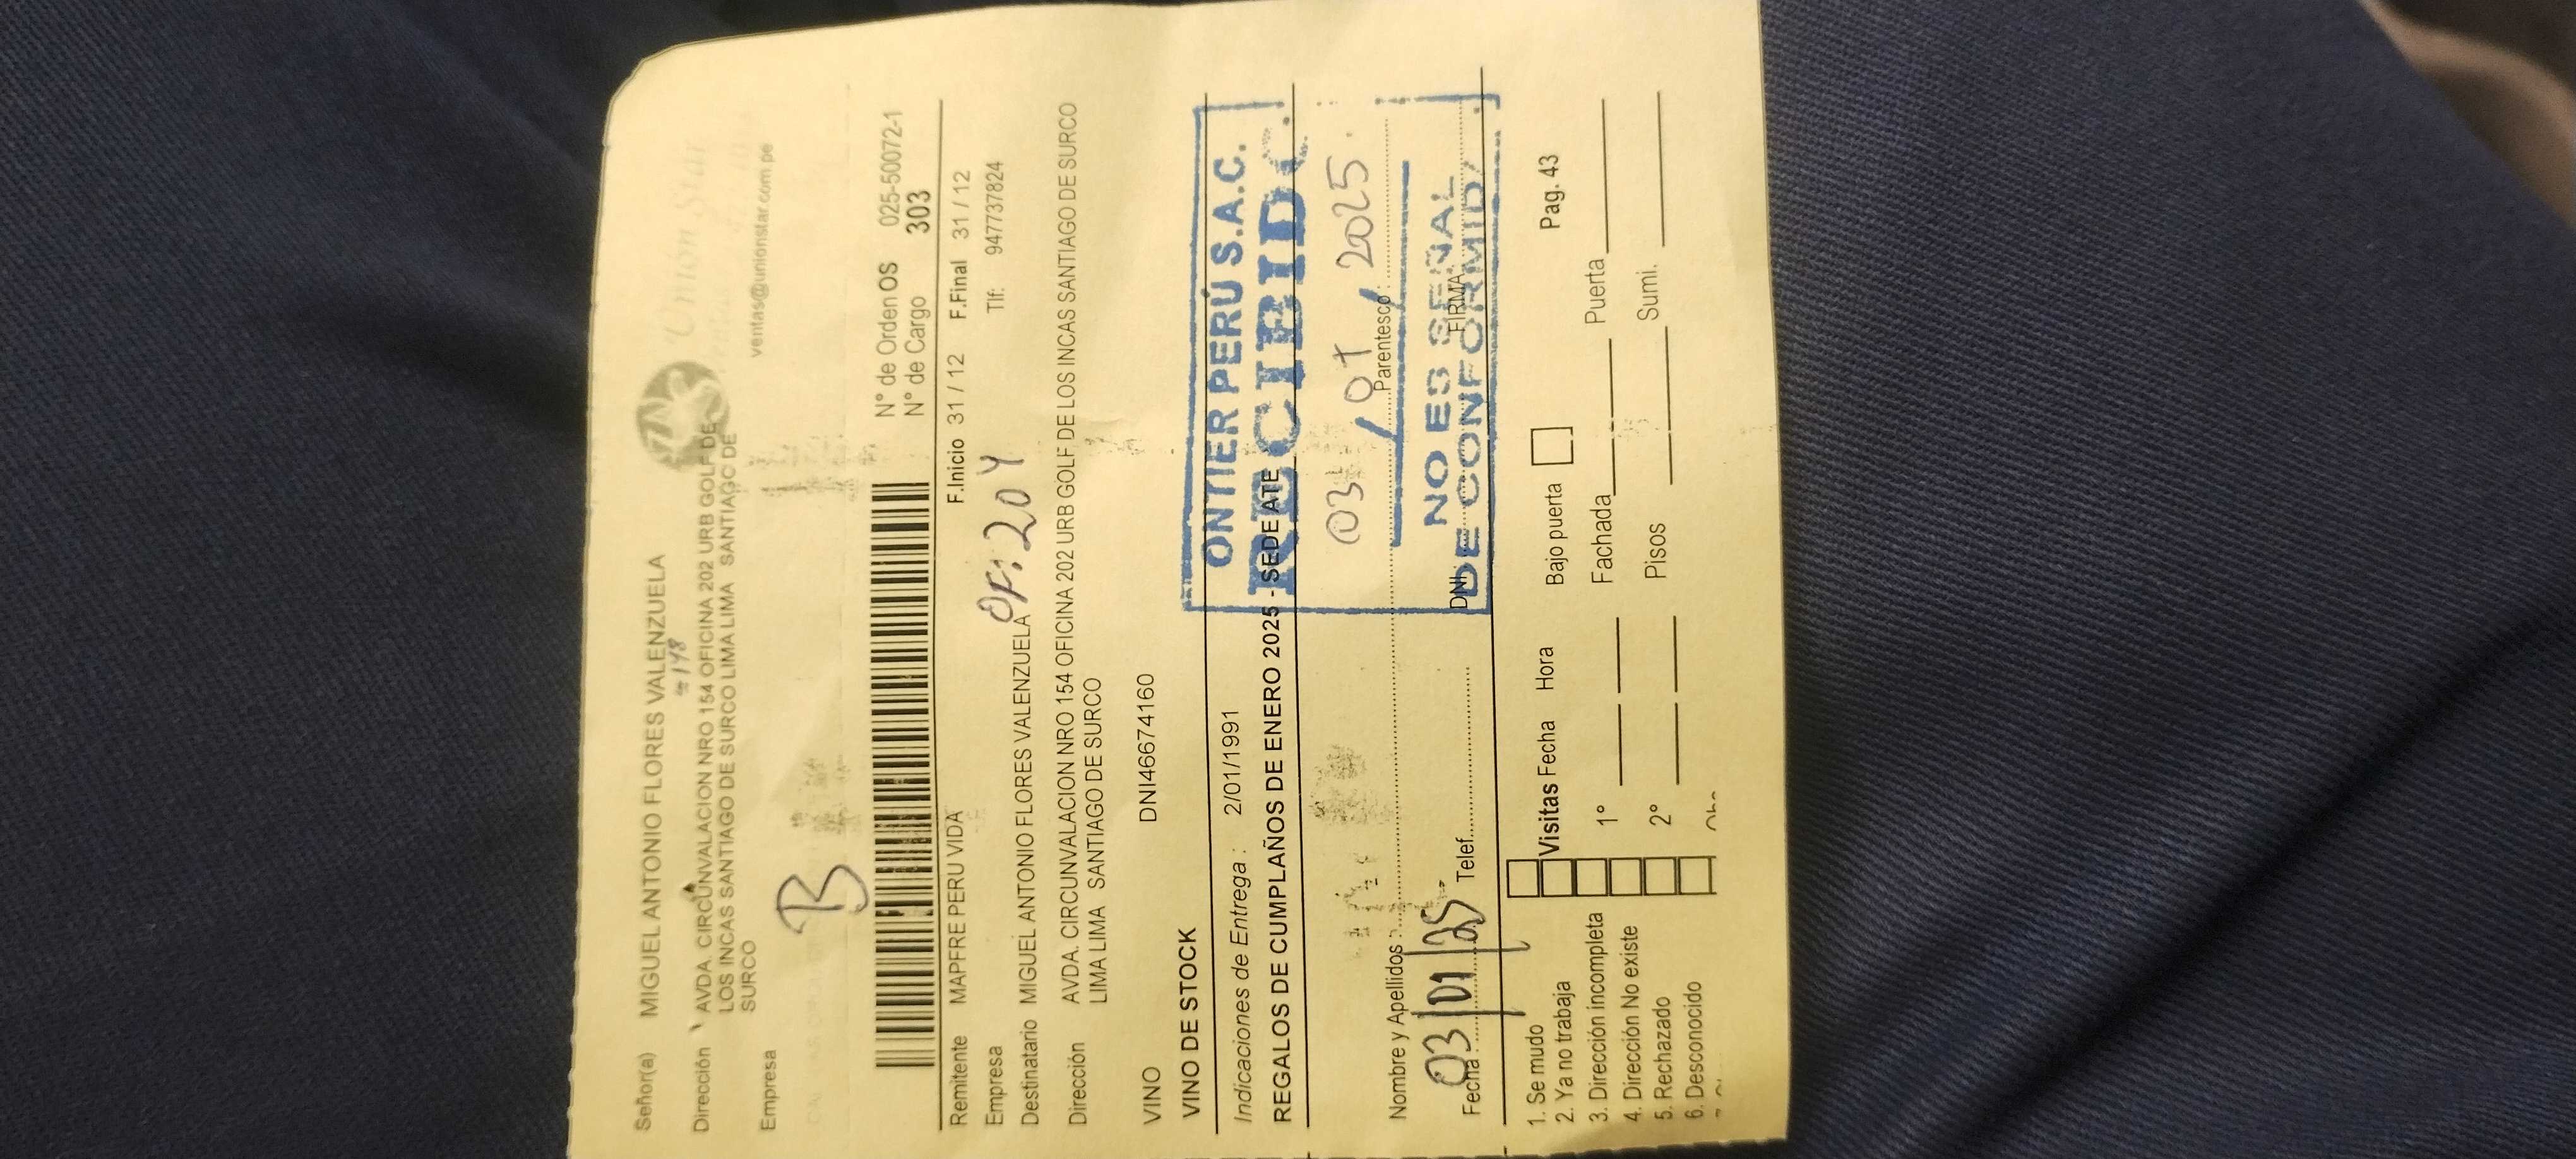 Señor(a) MIGUEL ANTONIO FLORES VALENZUELA
#148
Dirección AVDA. CIRCUNVALACION NRO 154 OFICINA 202 URB GOLF DE
LOS INCAS SANTIAGO DE SURCO LIMA LIMA SANTIAGO DE
SURCO
Empresa
Unión Star
ventas@unionstar.com.pe
B
N° de Orden OS 025-50072-1
N° de Cargo 303
Remitente MAPFRE PERU VIDA F.Inicio 31 / 12 F.Final 31 / 12
Empresa Tlf: 947737824
OF: 204
Destinatario MIGUEL ANTONIO FLORES VALENZUELA
Dirección AVDA. CIRCUNVALACION NRO 154 OFICINA 202 URB GOLF DE LOS INCAS SANTIAGO DE SURCO
LIMA LIMA SANTIAGO DE SURCO
VINO DNI46674160
VINO DE STOCK
ONTIER PERÚ S.A.C.
Indicaciones de Entrega : 2/01/1991
RECIBIDO
REGALOS DE CUMPLAÑOS DE ENERO 2025 - SEDE ATE
03 / 01 / 2025
Nombre y Apellidos : Parentesco :
NO ES SEÑAL
DE CONFORMIDAD
Fecha : 03/01/25 Telef. DNI FIRMA
1. Se mudo
2. Ya no trabaja Visitas Fecha Hora Bajo puerta Pag. 43
3. Dirección incompleta 1° Fachada Puerta
4. Dirección No existe
5. Rechazado 2° Pisos Sumi.
6. Desconocido